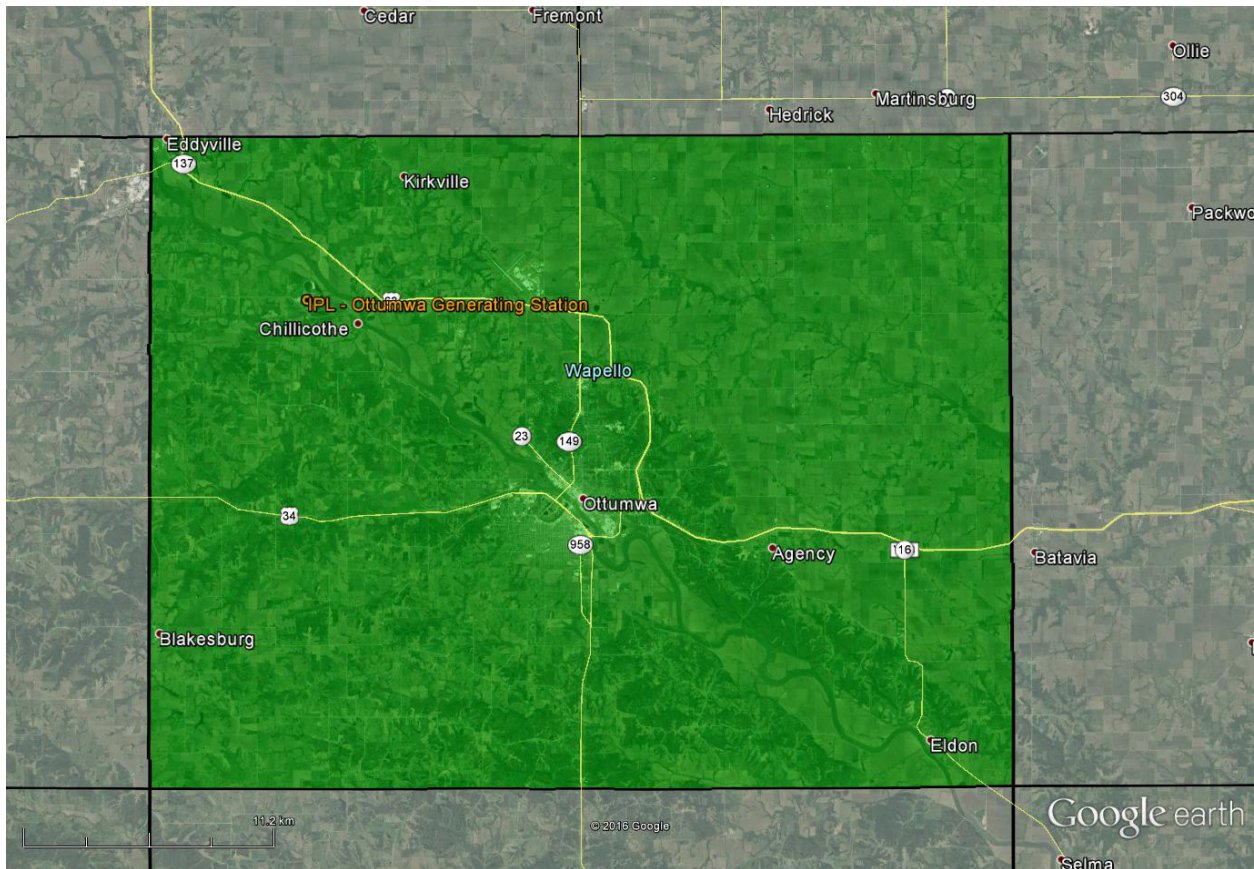 Cedar
Fremont
Ollie
Martinsburg
304
Hedrick
Eddyville
137
Kirkville
Packwo
IPL - Ottumwa Generating Station
Chillicothe
Wapello
23
149
Ottumwa
34
958
Agency
116
Batavia
Blakesburg
Eldon
11.2 km
© 2016 Google
Google earth
Selma